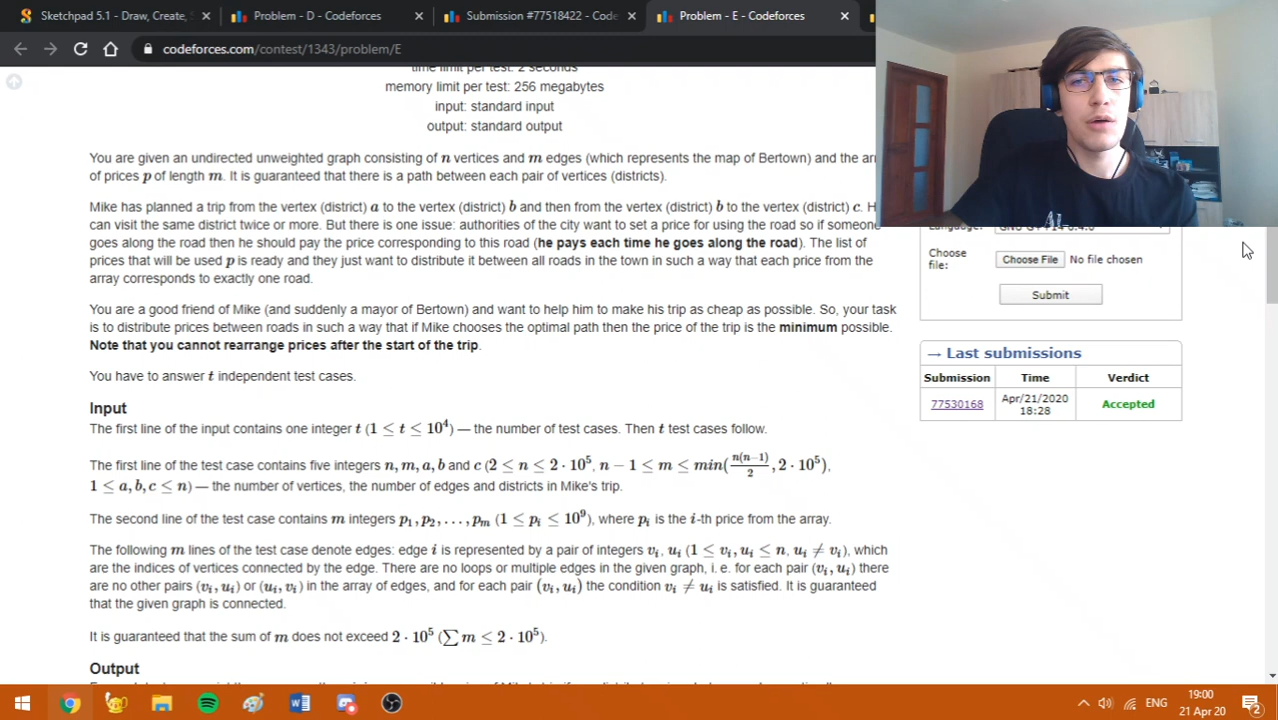 Sketchpad 5.1 - Draw, Create,
Problem - D - Codeforces
Submission #77518422 - Code
Problem - E - Codeforces
codeforces.com/contest/1343/problem/E
time limit per test: 2 seconds
memory limit per test: 256 megabytes
input: standard input
output: standard output
You are given an undirected unweighted graph consisting of n vertices and m edges (which represents the map of Bertown) and the
of prices p of length m. It is guaranteed that there is a path between each pair of vertices (districts).
Mike has planned a trip from the vertex (district) a to the vertex (district) b and then from the vertex (district) b to the vertex (district) c.
can visit the same district twice or more. But there is one issue: authorities of the city want to set a price for using the road so if someone
goes along the road then he should pay the price corresponding to this road (he pays each time he goes along the road). The list of
prices that will be used p is ready and they just want to distribute it between all roads in the town in such a way that each price from the
array corresponds to exactly one road.
You are a good friend of Mike (and suddenly a mayor of Bertown) and want to help him to make his trip as cheap as possible. So, your task
is to distribute prices between roads in such a way that if Mike chooses the optimal path then the price of the trip is the minimum possible.
Note that you cannot rearrange prices after the start of the trip.
You have to answer t independent test cases.
Input
The first line of the input contains one integer t (1 ≤ t ≤ 10⁴) — the number of test cases. Then t test cases follow.
The first line of the test case contains five integers n, m, a, b and c (2 ≤ n ≤ 2 · 10⁵, n − 1 ≤ m ≤ min(n(n−1)/2, 2 · 10⁵),
1 ≤ a, b, c ≤ n) — the number of vertices, the number of edges and districts in Mike's trip.
The second line of the test case contains m integers p₁, p₂, . . . , pₘ (1 ≤ pᵢ ≤ 10⁹), where pᵢ is the i-th price from the array.
The following m lines of the test case denote edges: edge i is represented by a pair of integers vᵢ, uᵢ (1 ≤ vᵢ, uᵢ ≤ n, uᵢ ≠ vᵢ), which
are the indices of vertices connected by the edge. There are no loops or multiple edges in the given graph, i. e. for each pair (vᵢ, uᵢ) there
are no other pairs (vᵢ, uᵢ) or (uᵢ, vᵢ) in the array of edges, and for each pair (vᵢ, uᵢ) the condition vᵢ ≠ uᵢ is satisfied. It is guaranteed
that the given graph is connected.
It is guaranteed that the sum of m does not exceed 2 · 10⁵ (∑ m ≤ 2 · 10⁵).
Output
Choose
file:
Choose File
No file chosen
Submit
→ Last submissions
Submission Time Verdict
77530168 Apr/21/2020 18:28 Accepted
ENG
19:00
21 Apr 20
2